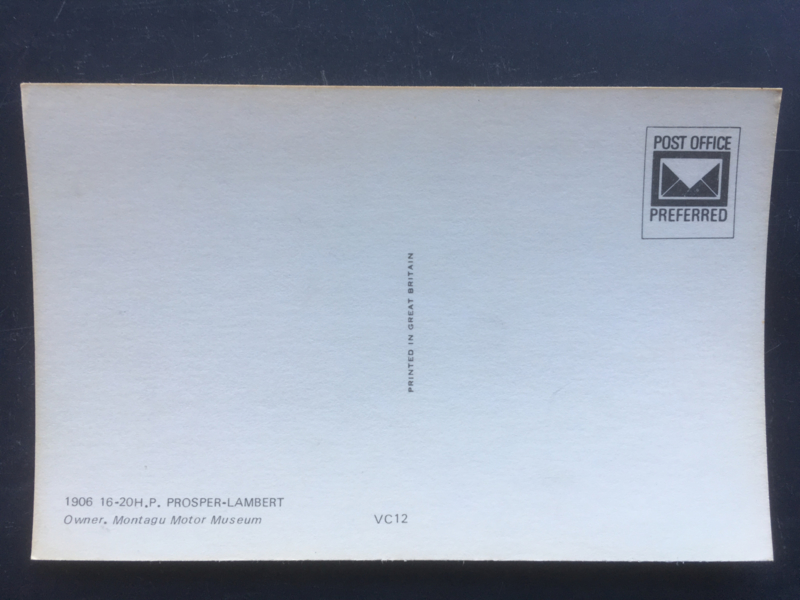 POST OFFICE
PREFERRED
PRINTED IN GREAT BRITAIN
1906 16-20H.P. PROSPER-LAMBERT
Owner. Montagu Motor Museum
VC12